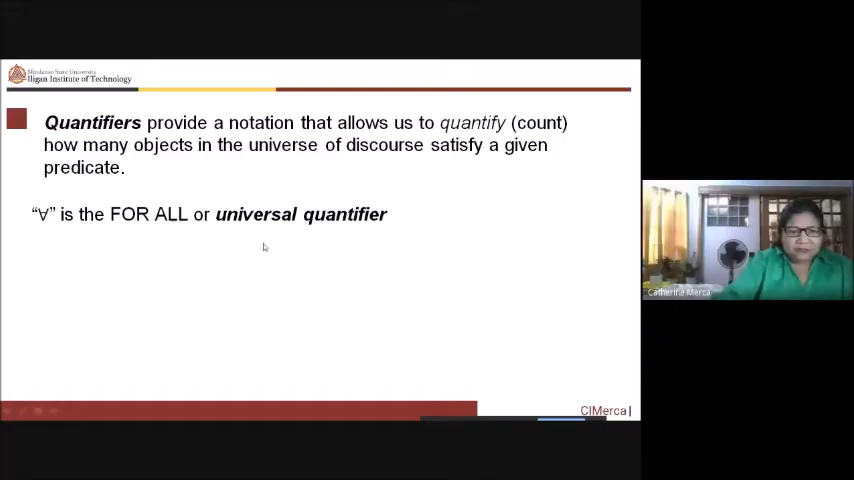 Mindanao State University
Iligan Institute of Technology
Quantifiers provide a notation that allows us to quantify (count)
how many objects in the universe of discourse satisfy a given
predicate.
“∀” is the FOR ALL or universal quantifier
Catherine Merca
CIMerca |